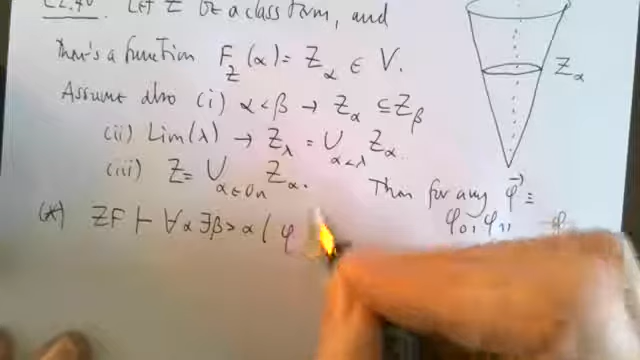 Let Z be a class term, and
There's a function F_Z(α) = Z_α ∈ V.
Assume also (i) α < β → Z_α ⊆ Z_β
(ii) Lim(λ) → Z_λ = ∪_{α<λ} Z_α.
(iii) Z = ∪_{α∈On} Z_α. Then for any φ⃗ ≡
φ_0, φ_1,
(*) ZF ⊢ ∀α ∃β > α ( φ
Z_α